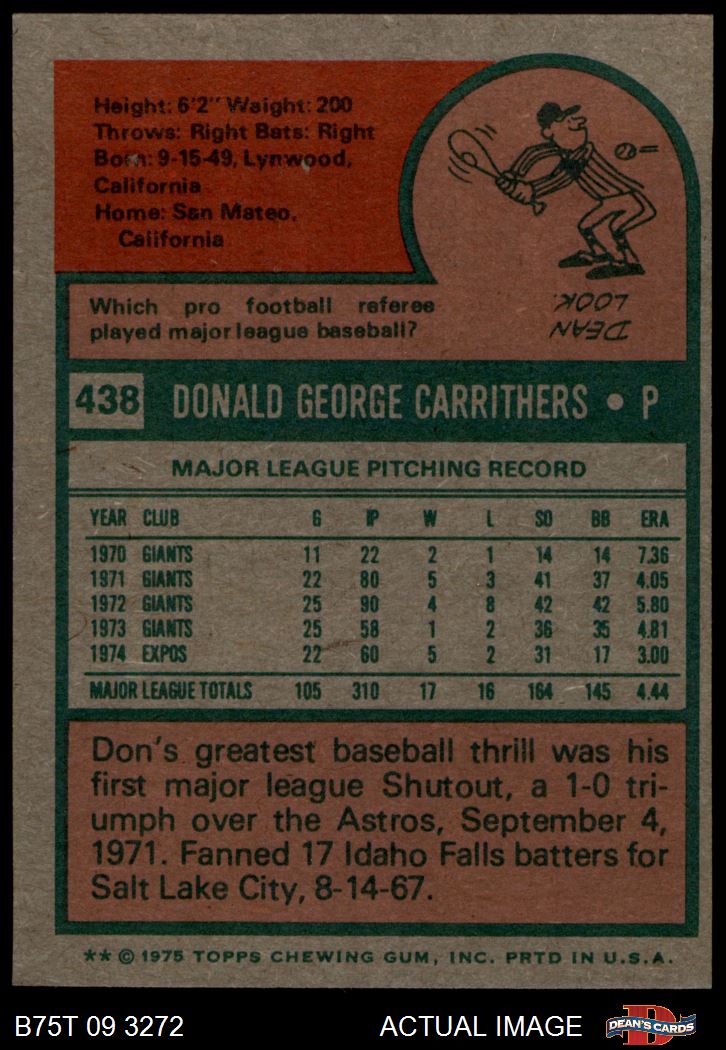 Height: 6'2" Weight: 200
Throws: Right Bats: Right
Born: 9-15-49, Lynwood,
California
Home: San Mateo,
California
Which pro football referee
played major league baseball?
DEAN
LOOK.
438 DONALD GEORGE CARRITHERS • P
MAJOR LEAGUE PITCHING RECORD
YEAR CLUB G IP W L SO BB ERA
1970 GIANTS 11 22 2 1 14 14 7.36
1971 GIANTS 22 80 5 3 41 37 4.05
1972 GIANTS 25 90 4 8 42 42 5.80
1973 GIANTS 25 58 1 2 36 35 4.81
1974 EXPOS 22 60 5 2 31 17 3.00
MAJOR LEAGUE TOTALS 105 310 17 16 164 145 4.44
Don's greatest baseball thrill was his
first major league Shutout, a 1-0 tri-
umph over the Astros, September 4,
1971. Fanned 17 Idaho Falls batters for
Salt Lake City, 8-14-67.
** © 1975 TOPPS CHEWING GUM, INC. PRTD IN U.S.A.
B75T 09 3272 ACTUAL IMAGE DEAN'S CARDS